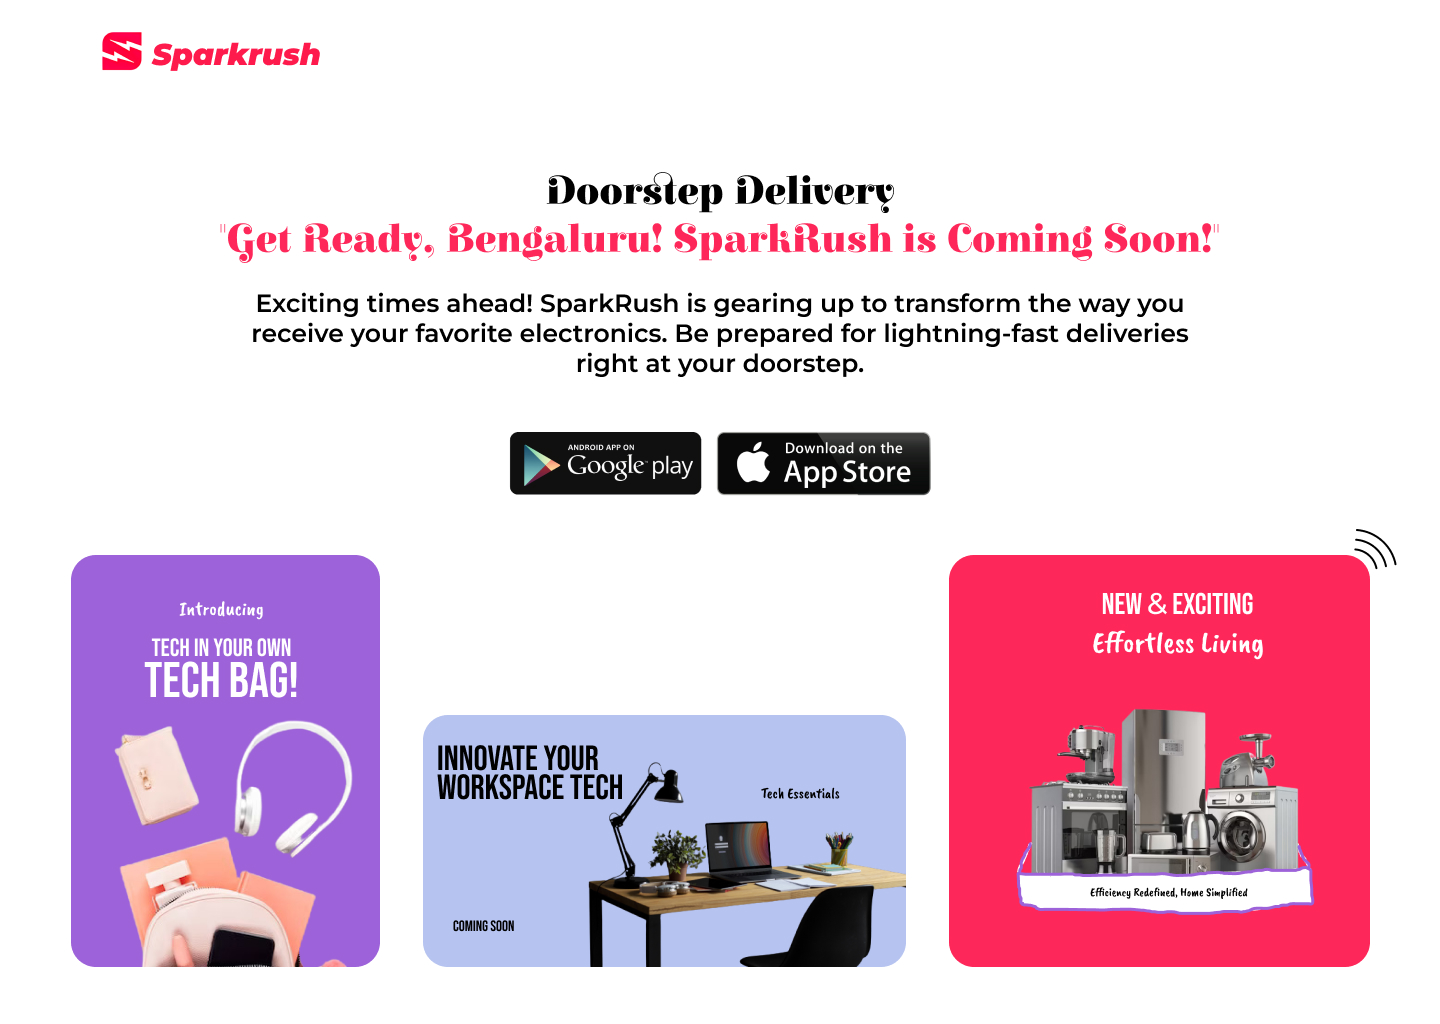 Sparkrush
Doorstep Delivery
"Get Ready, Bengaluru! SparkRush is Coming Soon!"
Exciting times ahead! SparkRush is gearing up to transform the way you
receive your favorite electronics. Be prepared for lightning-fast deliveries
right at your doorstep.
ANDROID APP ON
Google play
Download on the
App Store
Introducing
TECH IN YOUR OWN
TECH BAG!
INNOVATE YOUR
WORKSPACE TECH
Tech Essentials
COMING SOON
NEW & EXCITING
Effortless Living
Efficiency Redefined, Home Simplified